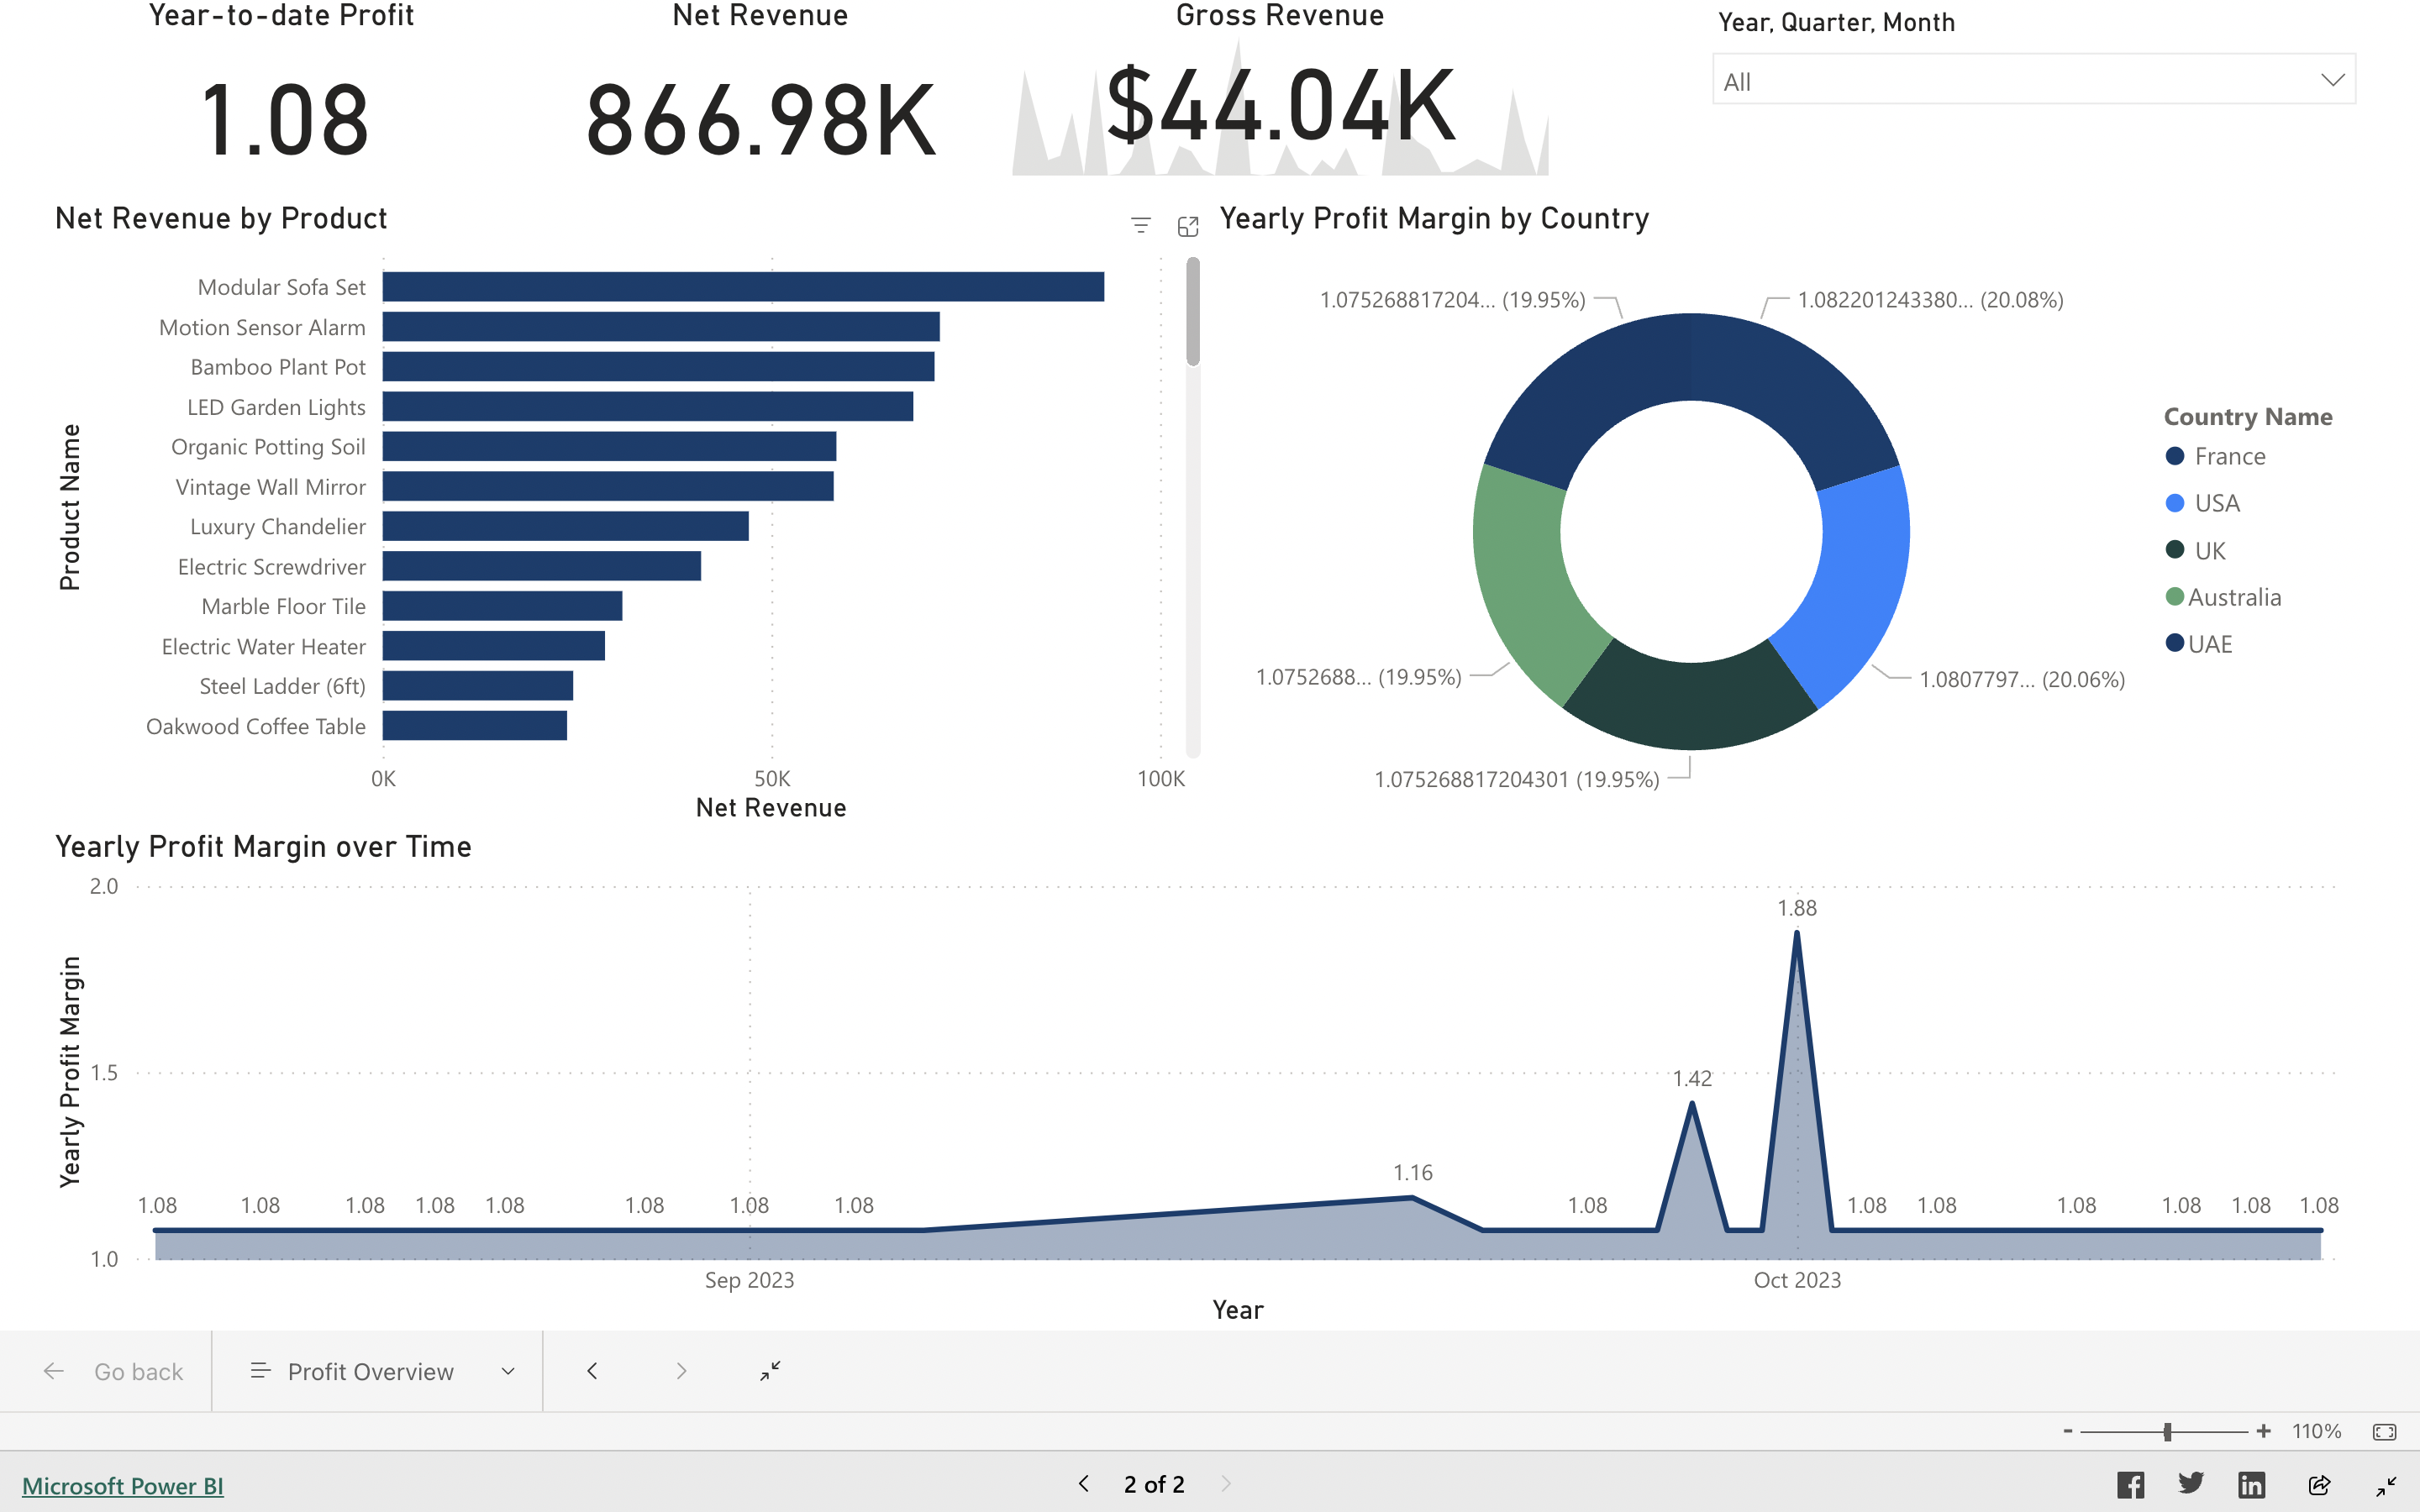 Year-to-date Profit
1.08
Net Revenue
866.98K
Gross Revenue
$44.04K
Year, Quarter, Month
All
Net Revenue by Product
Product Name
Modular Sofa Set
Motion Sensor Alarm
Bamboo Plant Pot
LED Garden Lights
Organic Potting Soil
Vintage Wall Mirror
Luxury Chandelier
Electric Screwdriver
Marble Floor Tile
Electric Water Heater
Steel Ladder (6ft)
Oakwood Coffee Table
0K 50K 100K
Net Revenue
Yearly Profit Margin by Country
1.075268817204... (19.95%)
1.082201243380... (20.08%)
1.0752688... (19.95%)
1.0807797... (20.06%)
1.075268817204301 (19.95%)
Country Name
France
USA
UK
Australia
UAE
Yearly Profit Margin over Time
Yearly Profit Margin
2.0
1.5
1.0
1.88
1.42
1.16
1.08 1.08 1.08 1.08 1.08 1.08 1.08 1.08 1.08 1.08 1.08 1.08 1.08 1.08 1.08
Sep 2023 Oct 2023
Year
Go back
Profit Overview
- + 110%
Microsoft Power BI
2 of 2